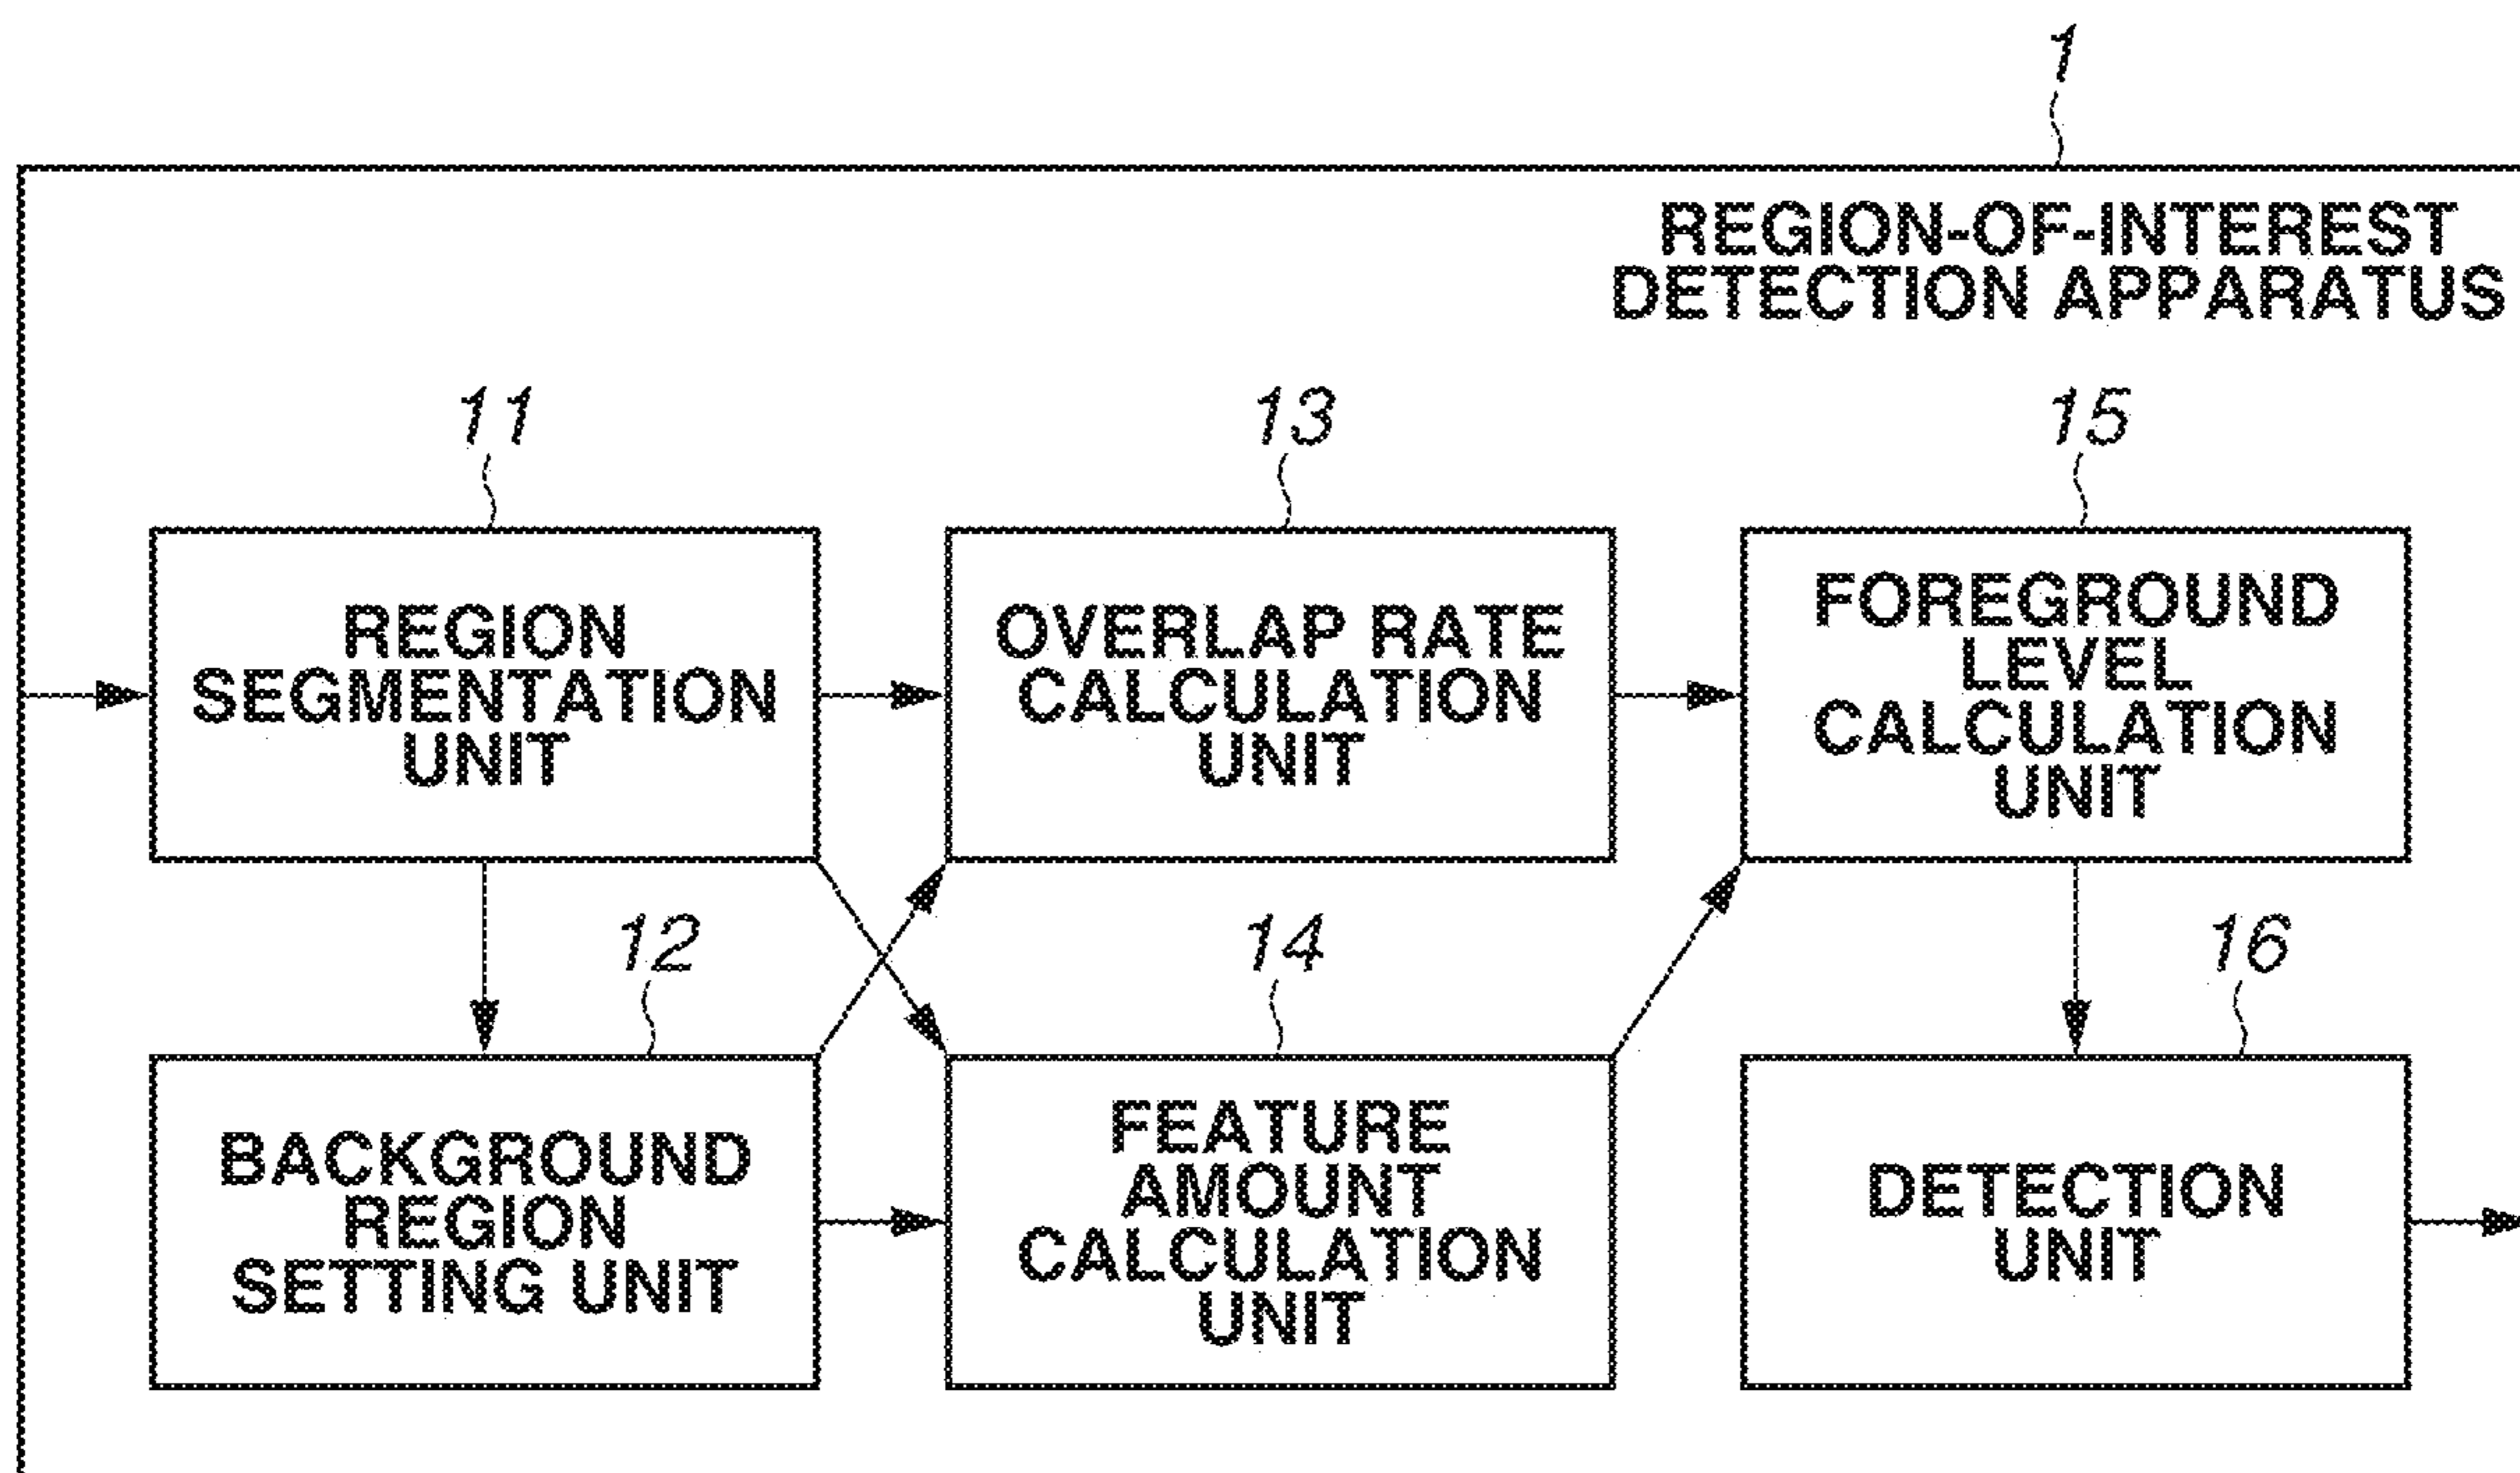 1
REGION-OF-INTEREST
DETECTION APPARATUS
11
13
15
REGION
SEGMENTATION
UNIT
OVERLAP RATE
CALCULATION
UNIT
FOREGROUND
LEVEL
CALCULATION
UNIT
12
14
16
BACKGROUND
REGION
SETTING UNIT
FEATURE
AMOUNT
CALCULATION
UNIT
DETECTION
UNIT